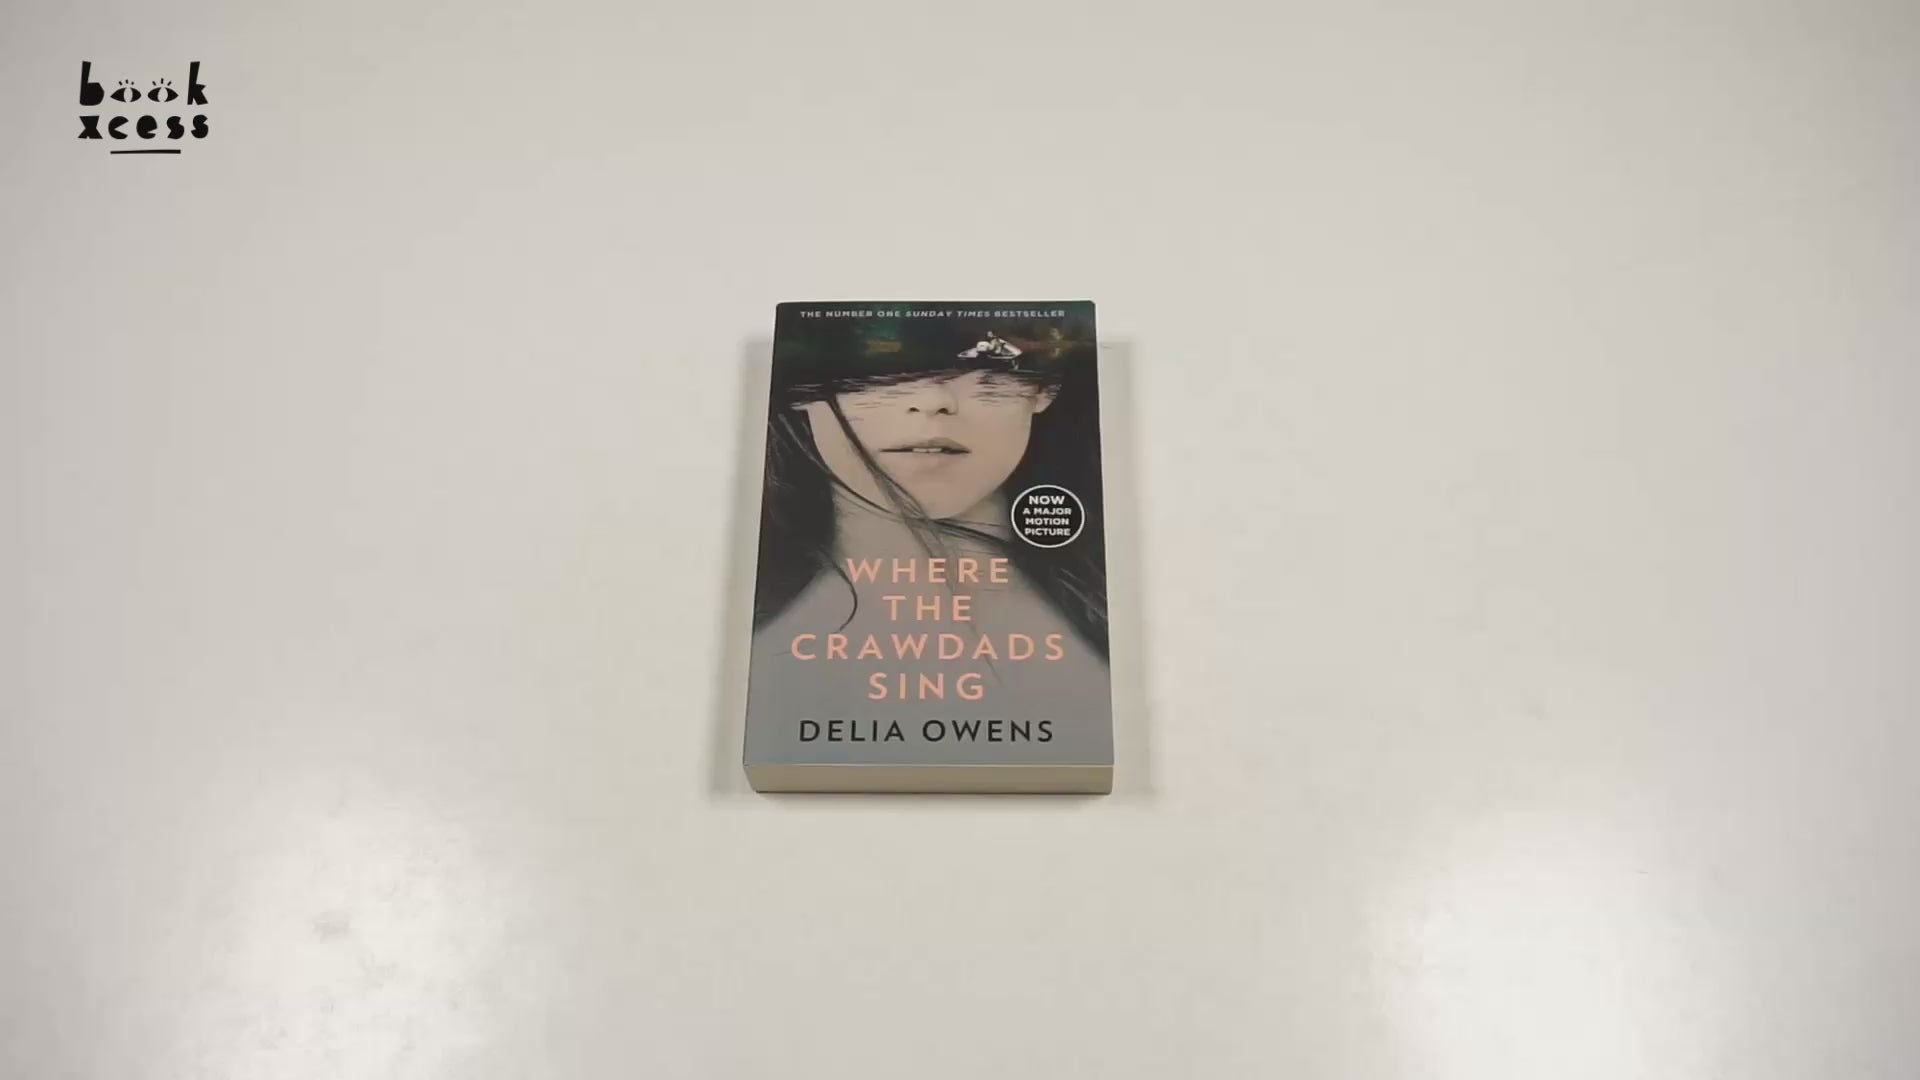 book
xcess
THE NUMBER ONE SUNDAY TIMES BESTSELLER
NOW
A MAJOR
MOTION
PICTURE
WHERE
THE
CRAWDADS
SING
DELIA OWENS